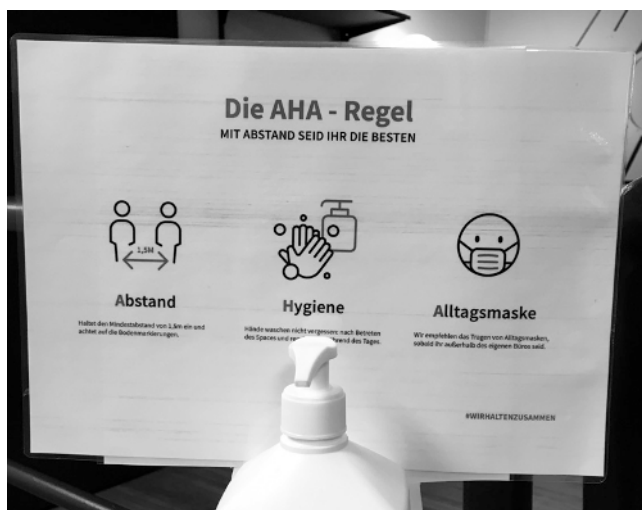 Die AHA - Regel
MIT ABSTAND SEID IHR DIE BESTEN
1,5M
Abstand
Haltet den Mindestabstand von 1,5m ein und
achtet auf die Bodenmarkierungen.
Hygiene
Hände waschen nicht vergessen nach Betreten
des Spaces und des Tages.
Alltagsmaske
Wir empfehlen das Tragen von Alltagsmasken,
sobald ihr außerhalb des eigenen Büros seid.
#WIRHALTENZUSAMMEN